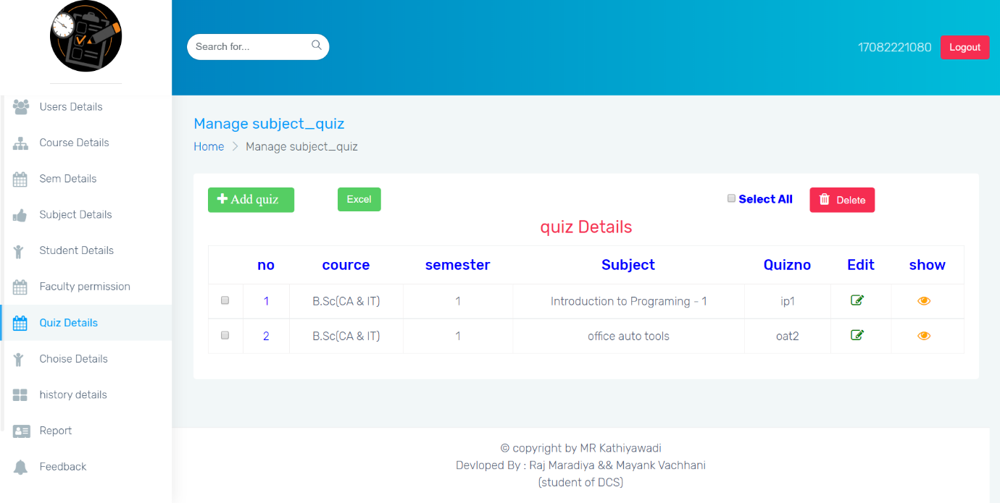 Search for...
17082221080
Logout
Users Details
Course Details
Sem Details
Subject Details
Student Details
Faculty permission
Quiz Details
Choise Details
history details
Report
Feedback
Manage subject_quiz
Home > Manage subject_quiz
Add quiz
Excel
Select All
Delete
quiz Details
no cource semester Subject Quizno Edit show
1 B.Sc(CA & IT) 1 Introduction to Programing - 1 ip1
2 B.Sc(CA & IT) 1 office auto tools oat2
© copyright by MR Kathiyawadi
Devloped By : Raj Maradiya && Mayank Vachhani
(student of DCS)